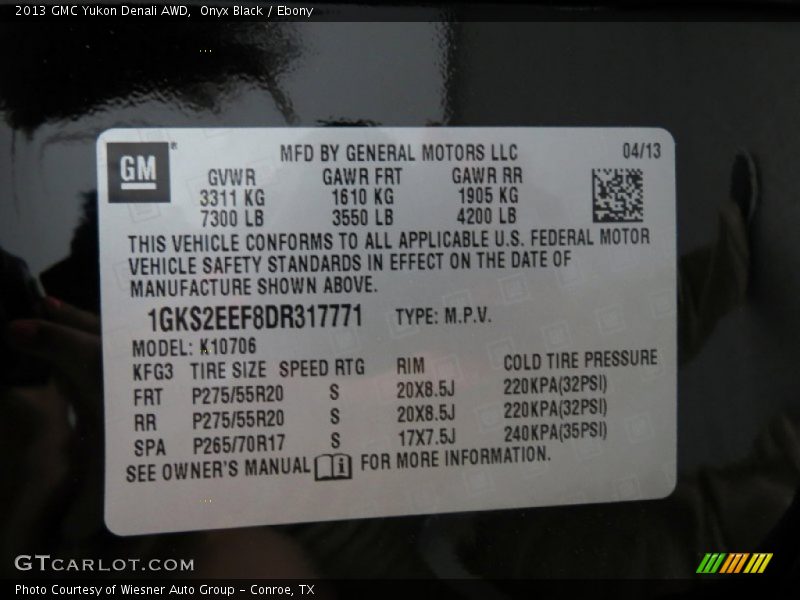 2013 GMC Yukon Denali AWD,  Onyx Black / Ebony
GM
MFD BY GENERAL MOTORS LLC 04/13
GVWR GAWR FRT GAWR RR
3311 KG 1610 KG 1905 KG
7300 LB 3550 LB 4200 LB
THIS VEHICLE CONFORMS TO ALL APPLICABLE U.S. FEDERAL MOTOR
VEHICLE SAFETY STANDARDS IN EFFECT ON THE DATE OF
MANUFACTURE SHOWN ABOVE.
1GKS2EEF8DR317771 TYPE: M.P.V.
MODEL: K10706
KFG3 TIRE SIZE SPEED RTG RIM COLD TIRE PRESSURE
FRT P275/55R20 S 20X8.5J 220KPA(32PSI)
RR P275/55R20 S 20X8.5J 220KPA(32PSI)
SPA P265/70R17 S 17X7.5J 240KPA(35PSI)
SEE OWNER'S MANUAL i FOR MORE INFORMATION.
GTCARLOT.COM
Photo Courtesy of Wiesner Auto Group - Conroe, TX